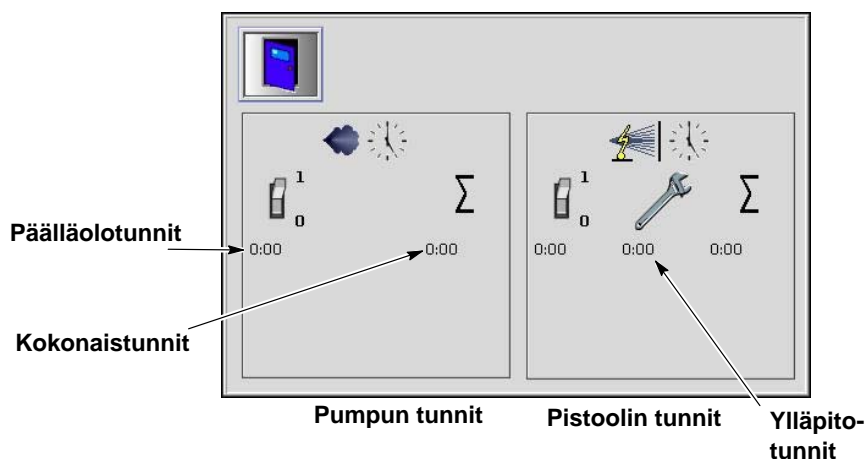 1
1
Σ
Σ
0
0
Päälläolotunnit
0:00
0:00
0:00
0:00
0:00
Kokonaistunnit
Pumpun tunnit
Pistoolin tunnit
Ylläpito-
tunnit